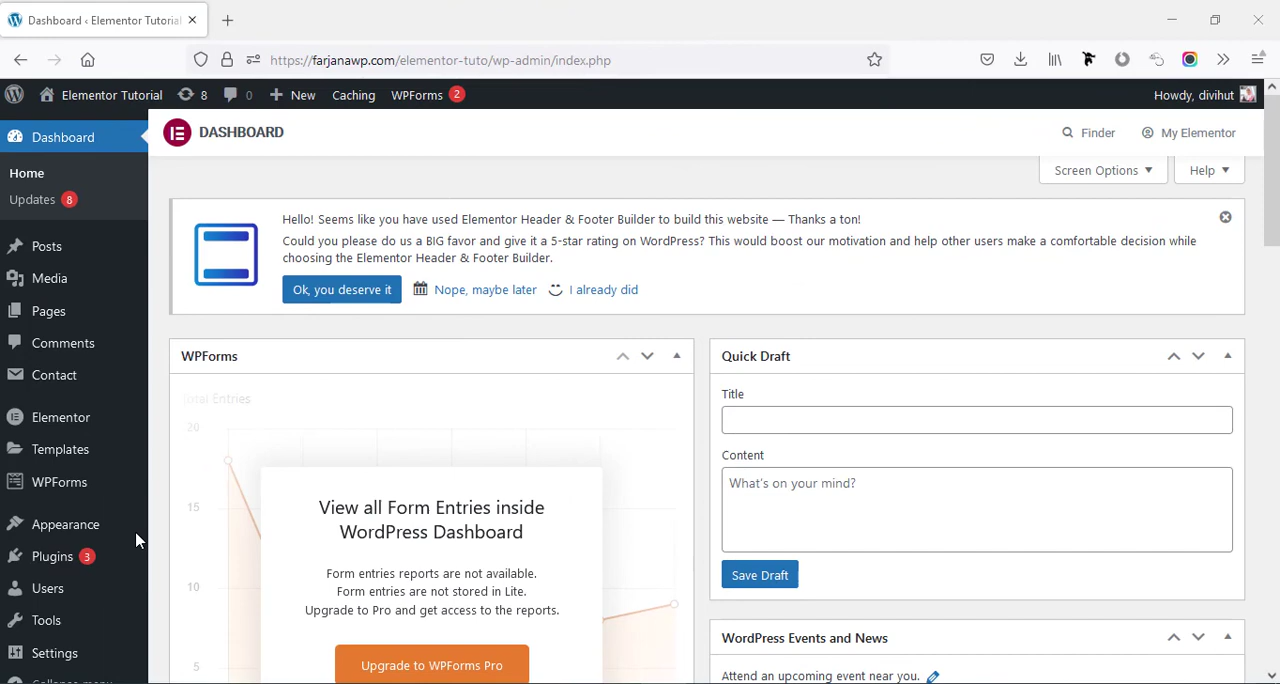 Dashboard ‹ Elementor Tutorial
https://farjanawp.com/elementor-tuto/wp-admin/index.php
Elementor Tutorial 8 0 New Caching WPForms 2 Howdy, divihut
Dashboard
Home
Updates 8
Posts
Media
Pages
Comments
Contact
Elementor
Templates
WPForms
Appearance
Plugins 3
Users
Tools
Settings
Collapse menu
DASHBOARD
Finder My Elementor
Screen Options Help
Hello! Seems like you have used Elementor Header & Footer Builder to build this website — Thanks a ton!
Could you please do us a BIG favor and give it a 5-star rating on WordPress? This would boost our motivation and help other users make a comfortable decision while
choosing the Elementor Header & Footer Builder.
Ok, you deserve it Nope, maybe later I already did
WPForms
Total Entries
20
15
10
5
View all Form Entries inside
WordPress Dashboard
Form entries reports are not available.
Form entries are not stored in Lite.
Upgrade to Pro and get access to the reports.
Upgrade to WPForms Pro
Quick Draft
Title
Content
What's on your mind?
Save Draft
WordPress Events and News
Attend an upcoming event near you.